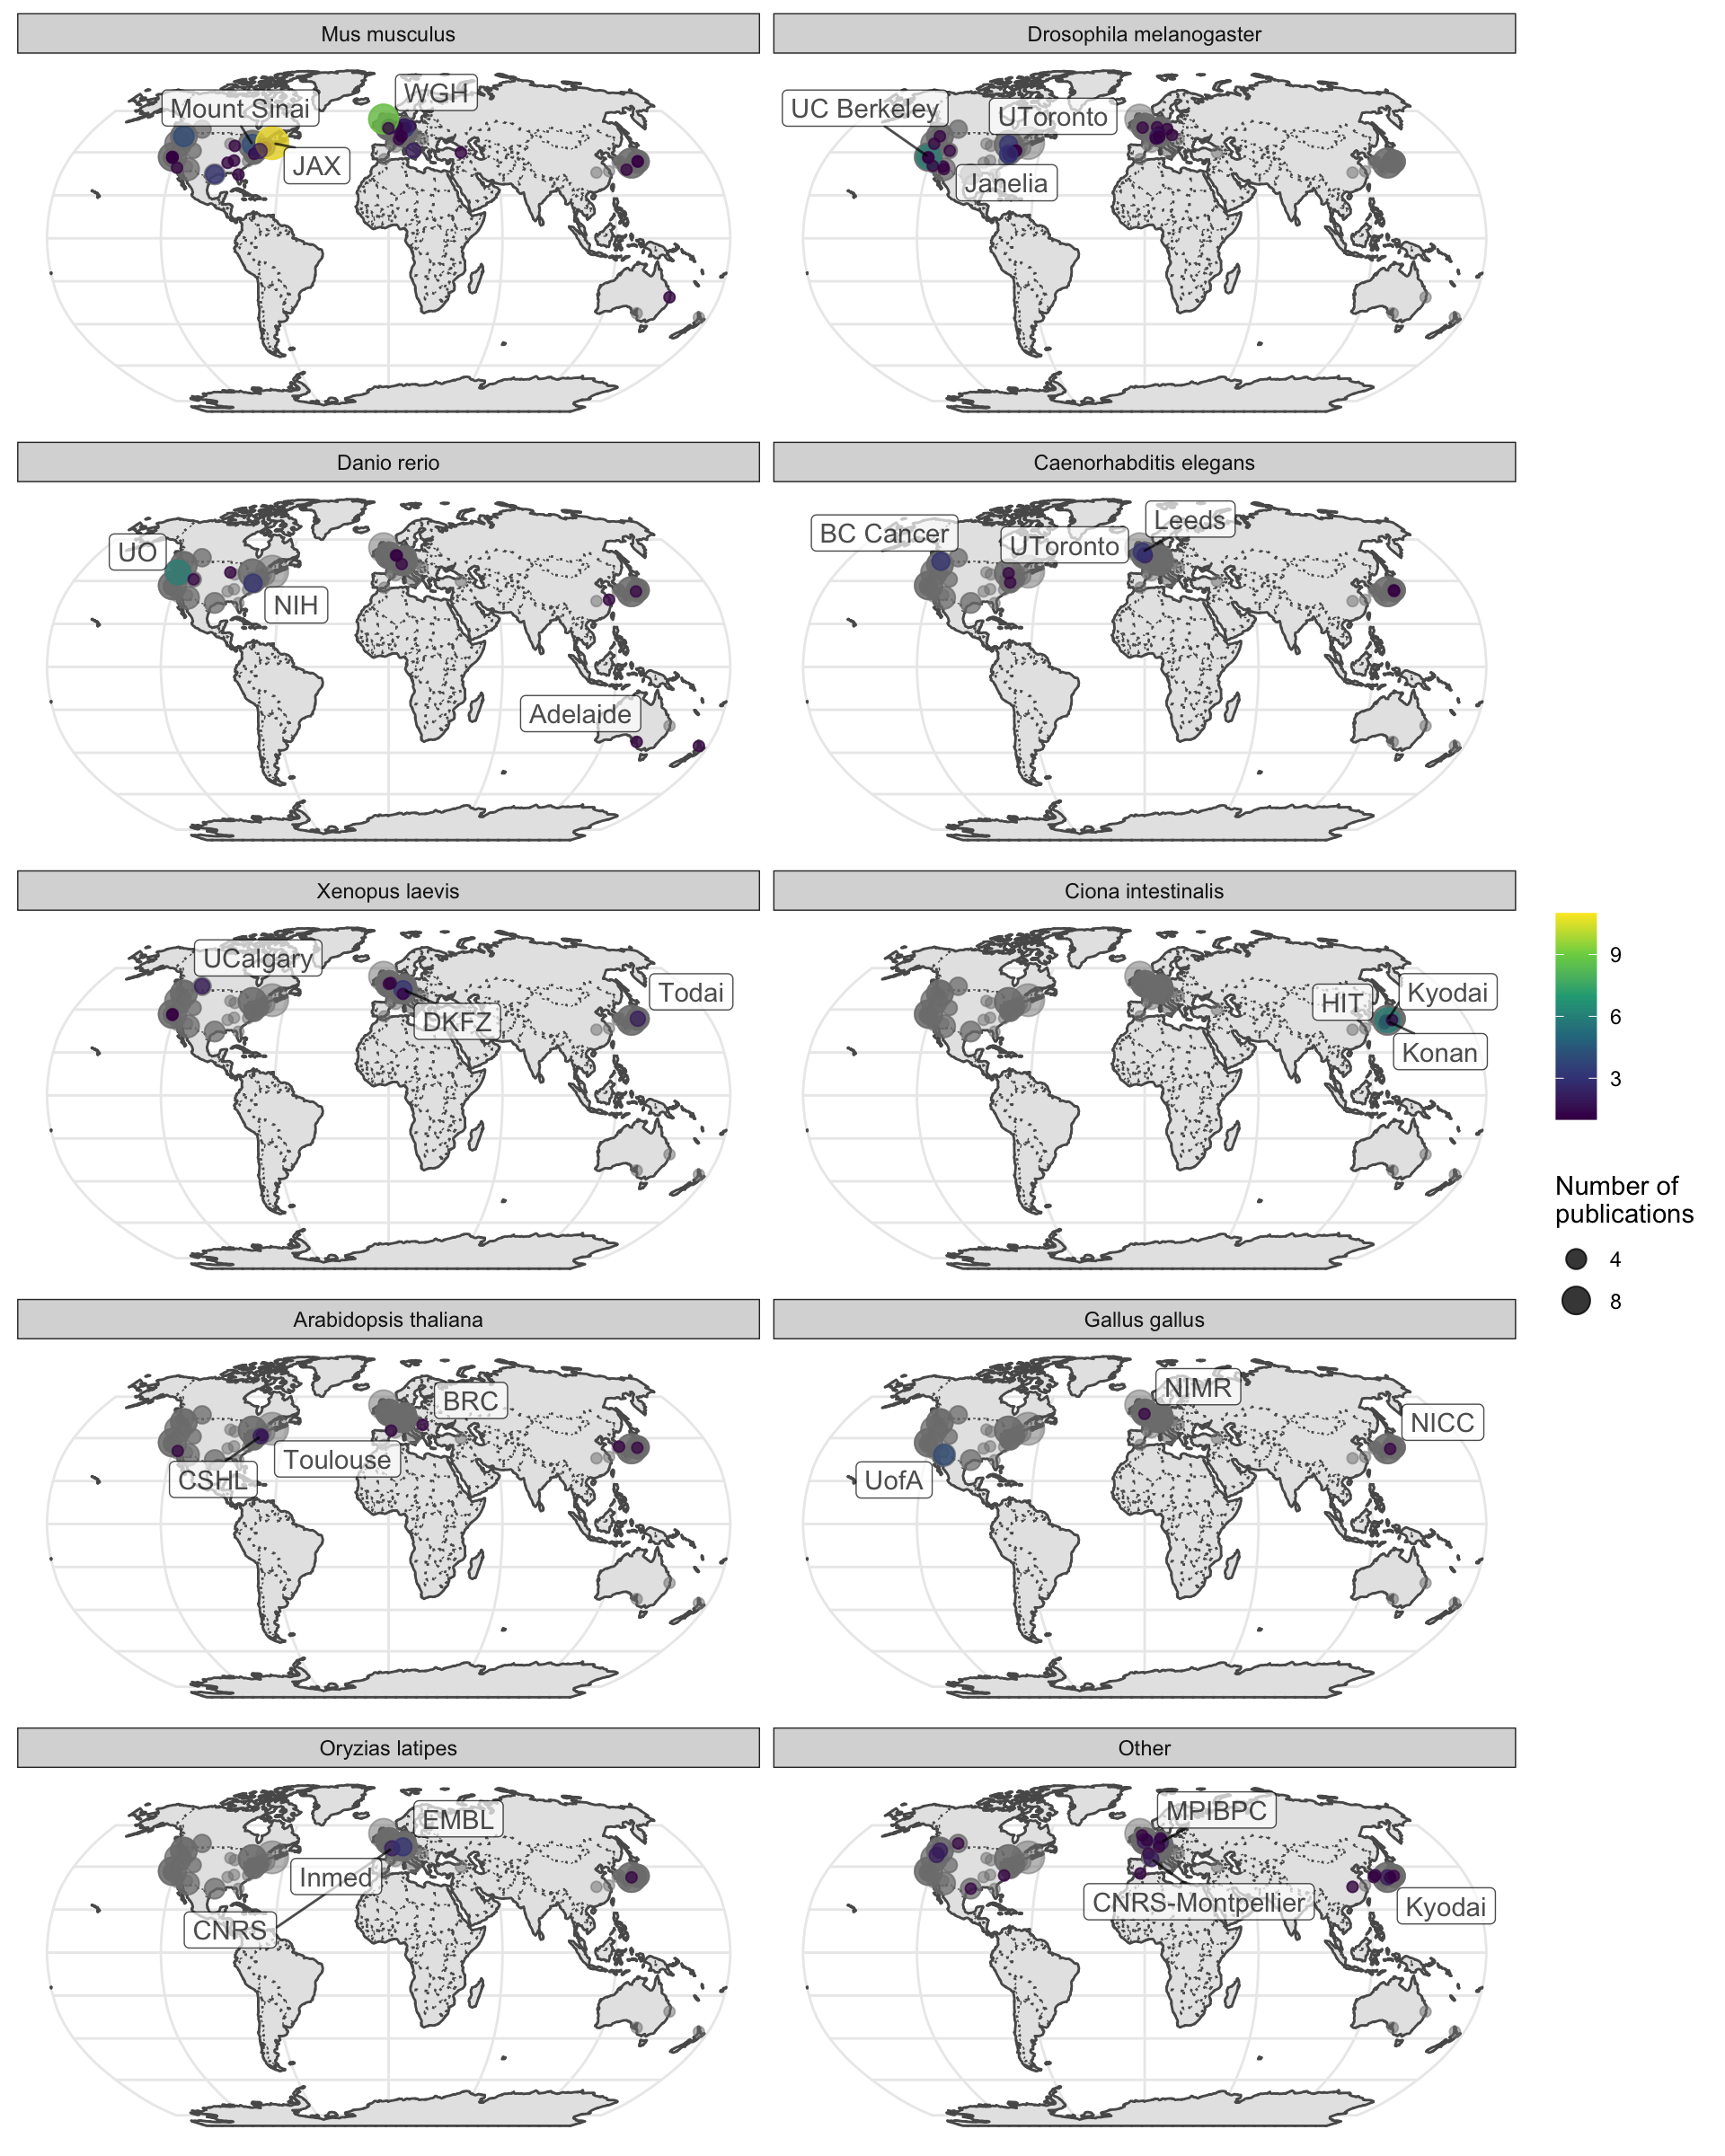 Mus musculus
Drosophila melanogaster
Mount Sinai
WGH
JAX
UC Berkeley
UToronto
Janelia
Danio rerio
Caenorhabditis elegans
UO
NIH
Adelaide
BC Cancer
UToronto
Leeds
Xenopus laevis
Ciona intestinalis
UCalgary
DKFZ
Todai
HIT
Kyodai
Konan
9
6
3
Number of
publications
4
8
Arabidopsis thaliana
Gallus gallus
BRC
Toulouse
CSHL
NIMR
NICC
UofA
Oryzias latipes
Other
EMBL
Inmed
CNRS
MPIBPC
CNRS-Montpellier
Kyodai